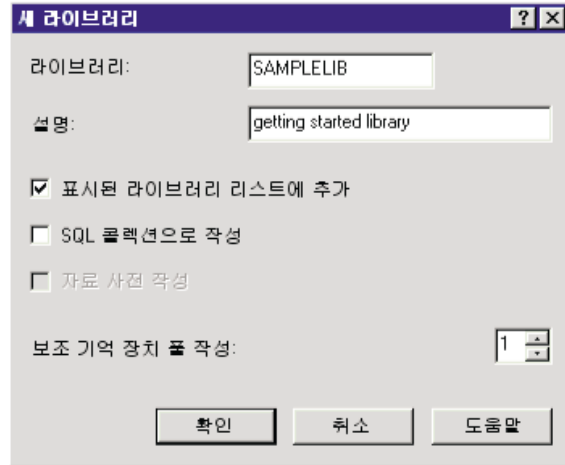 새 라이브러리
라이브러리: SAMPLELIB
설명: getting started library
표시된 라이브러리 리스트에 추가
SQL 콜렉션으로 작성
자료 사전 작성
보조 기억 장치 풀 작성: 1
확인 취소 도움말